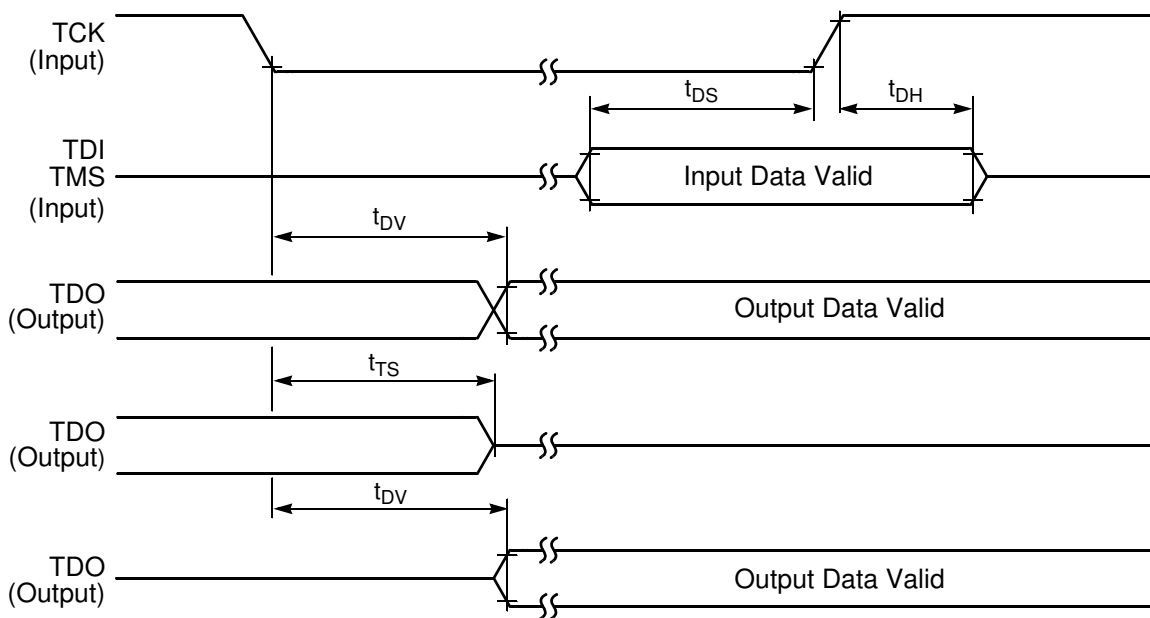 TCK
(Input)
tDS
tDH
TDI
TMS
(Input)
Input Data Valid
tDV
TDO
(Output)
Output Data Valid
tTS
TDO
(Output)
tDV
TDO
(Output)
Output Data Valid